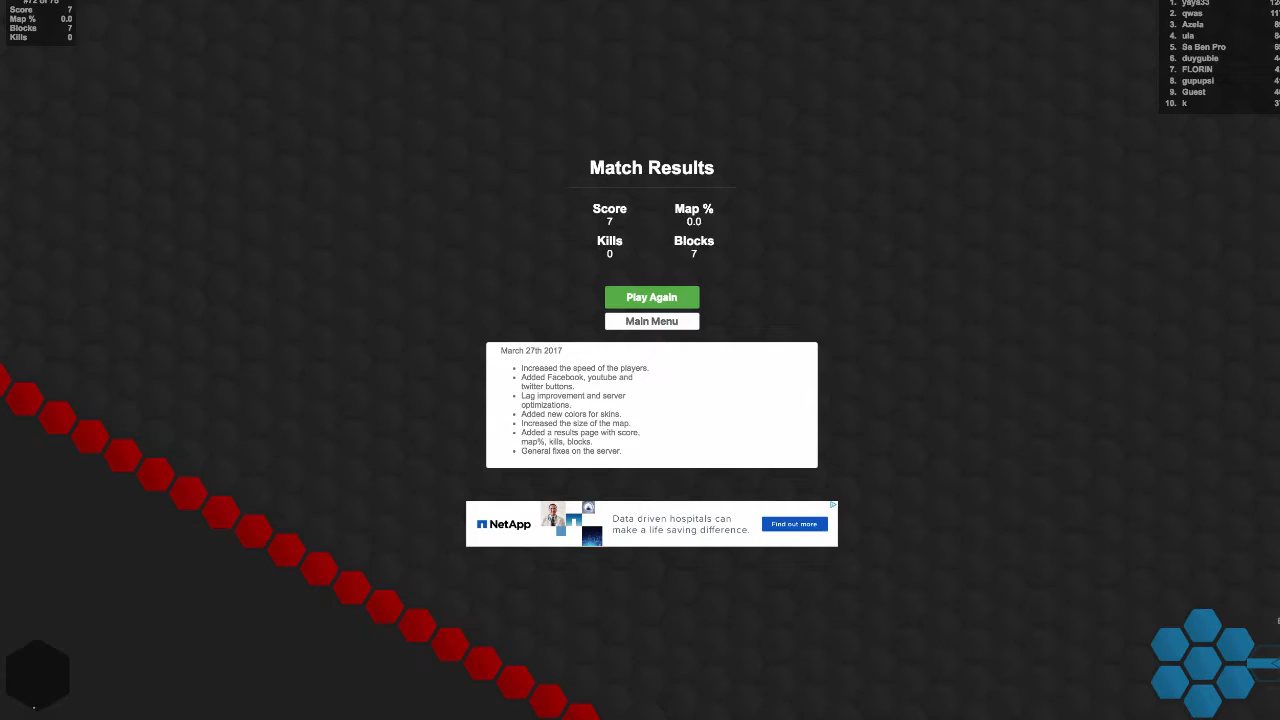 #72 of 78
Score 7
Map % 0.0
Blocks 7
Kills 0
1. yaya33
2. qwas
3. Azela
4. ula
5. Sa Ben Pro
6. duygubie
7. FLORIN
8. gupupsi
9. Guest
10. k
Match Results
Score
7
Map %
0.0
Kills
0
Blocks
7
Play Again
Main Menu
March 27th 2017
Increased the speed of the players.
Added Facebook, youtube and
twitter buttons.
Lag improvement and server
optimizations.
Added new colors for skins.
Increased the size of the map.
Added a results page with score,
map%, kills, blocks.
General fixes on the server.
NetApp
Data driven hospitals can
make a life saving difference.
Find out more